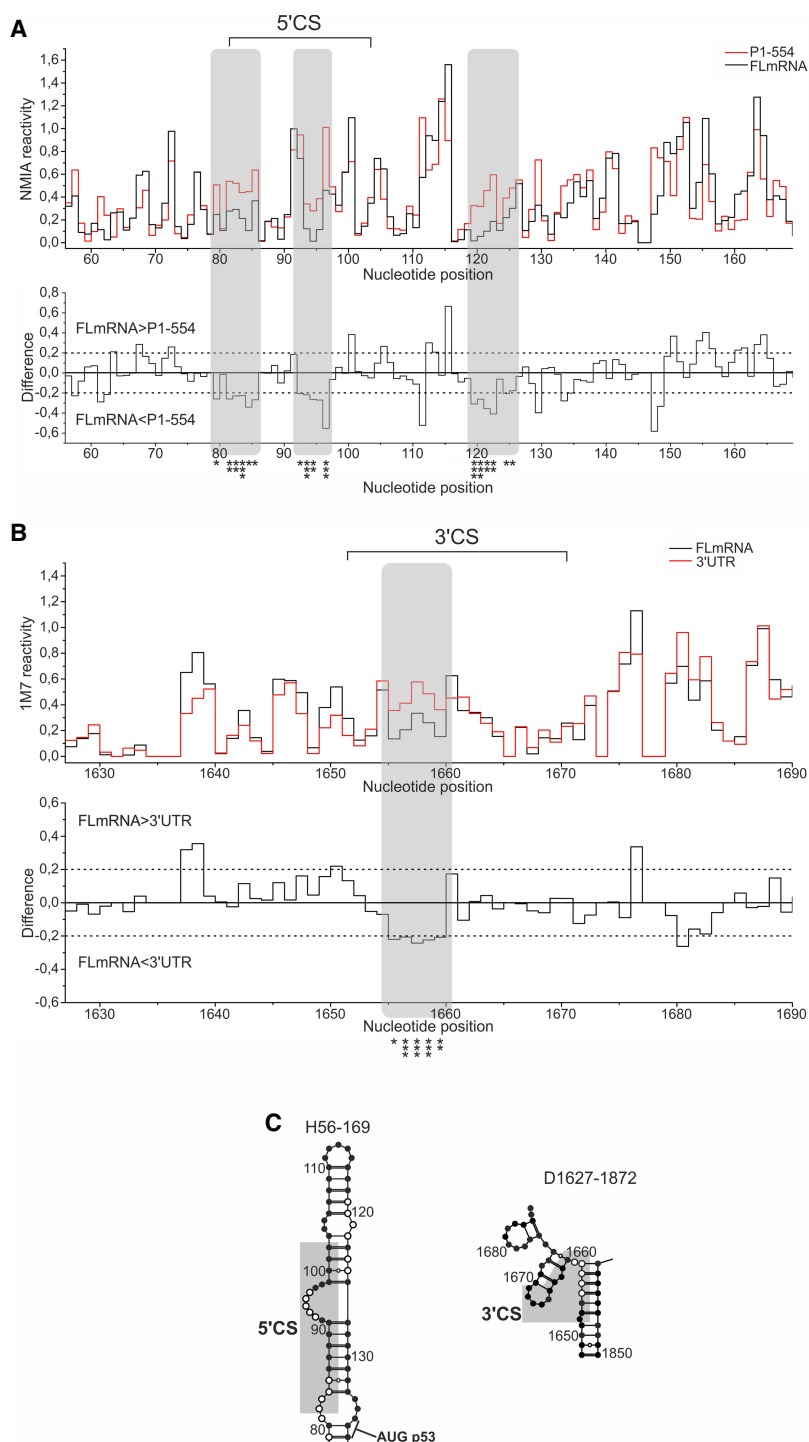 A
5'CS
P1-554
FLmRNA
NMIA reactivity
1,6
1,4
1,2
1,0
0,8
0,6
0,4
0,2
0,0
60 70 80 90 100 110 120 130 140 150 160
Nucleotide position
Difference
0,8
0,6
0,4
0,2
0,0
-0,2
-0,4
-0,6
FLmRNA>P1-554
FLmRNA<P1-554
60 70 80 90 100 110 120 130 140 150 160
Nucleotide position
B
3'CS
FLmRNA
3'UTR
1M7 reactivity
1,4
1,2
1,0
0,8
0,6
0,4
0,2
0,0
1630 1640 1650 1660 1670 1680 1690
Nucleotide position
Difference
0,6
0,4
0,2
0,0
-0,2
-0,4
-0,6
FLmRNA>3'UTR
FLmRNA<3'UTR
1630 1640 1650 1660 1670 1680 1690
Nucleotide position
C
H56-169
110
120
100
5'CS
90
130
80
AUG p53
D1627-1872
1680
1660
1670
3'CS
1650
1850